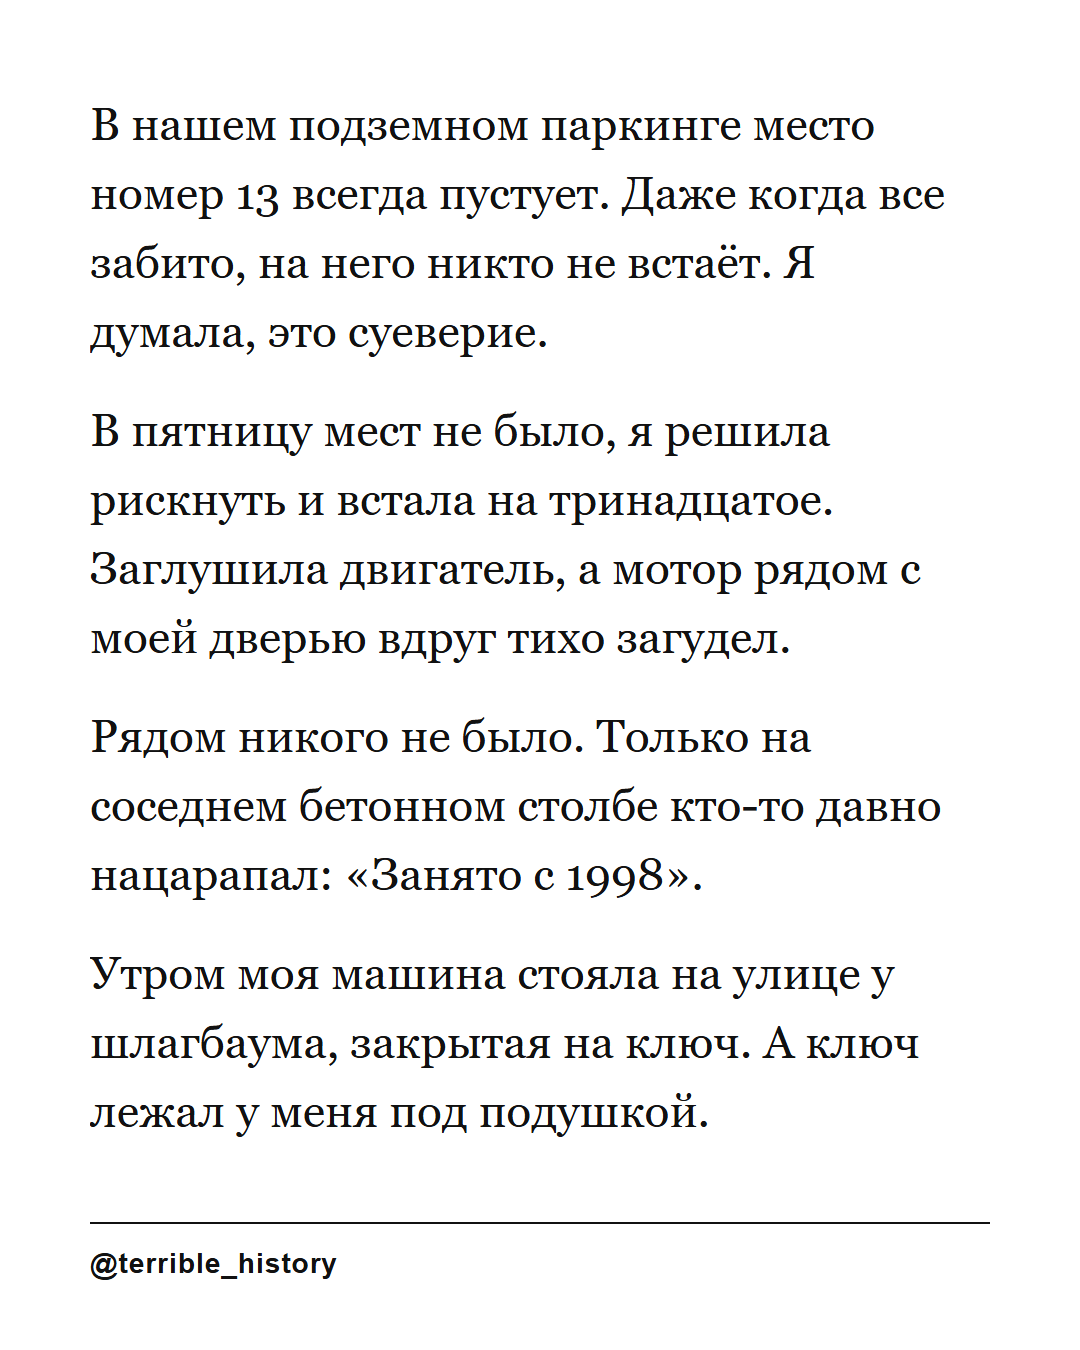 В нашем подземном паркинге место
номер 13 всегда пустует. Даже когда все
забито, на него никто не встаёт. Я
думала, это суеверие.
В пятницу мест не было, я решила
рискнуть и встала на тринадцатое.
Заглушила двигатель, а мотор рядом с
моей дверью вдруг тихо загудел.
Рядом никого не было. Только на
соседнем бетонном столбе кто-то давно
нацарапал: «Занято с 1998».
Утром моя машина стояла на улице у
шлагбаума, закрытая на ключ. А ключ
лежал у меня под подушкой.
@terrible_history